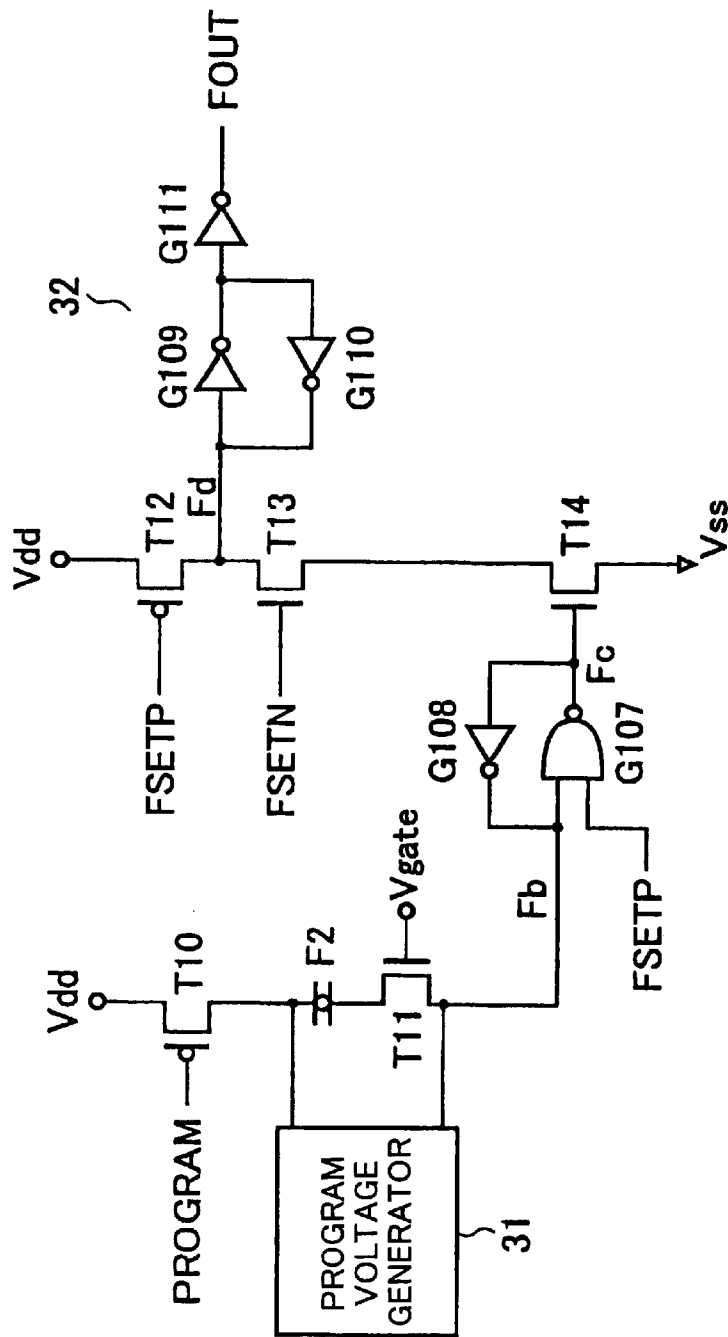 Vdd
PROGRAM
T10
F2
Vgate
T11
PROGRAM
VOLTAGE
GENERATOR
31
Fb
FSETP
G107
G108
Fc
Vdd
FSETP
T12
Fd
FSETN
T13
T14
Vss
32
G109
G110
G111
FOUT